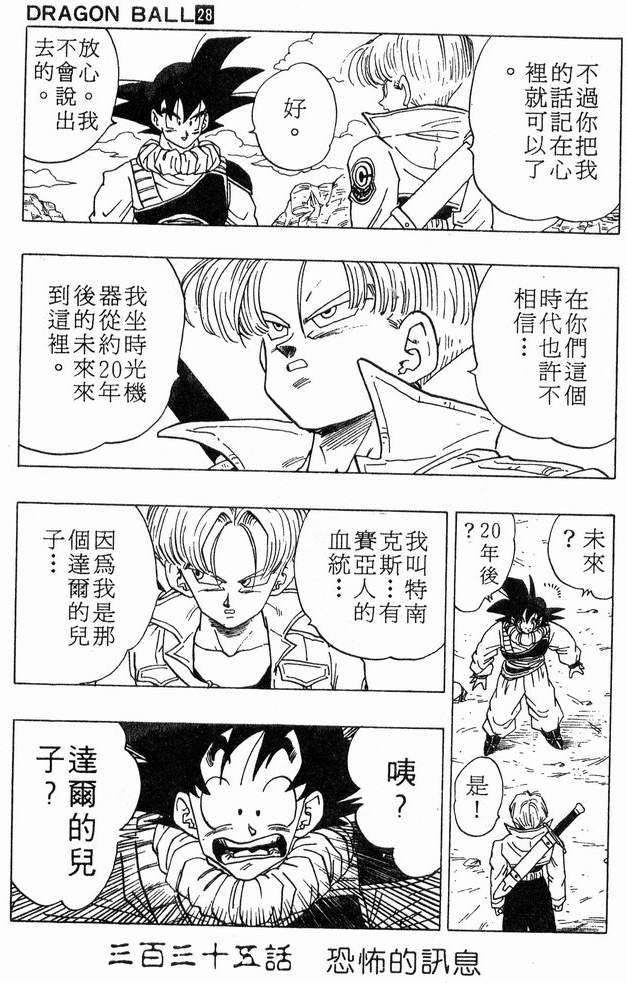 DRAGON BALL 28
不過你把我
的話記在心
裡就可以了
。
好。
放心。我
不會說出
去的。
在你們這個
時代也許不
相信…
我坐時光機
器從約20年
後的未來來
到這裡。
未來
？
20年後
？
是！
我叫特南
克斯…有
賽亞人的
血統…
因爲我是那
個達爾的兒
子…
咦？
達爾的兒
子？
三百三十五話 恐怖的訊息